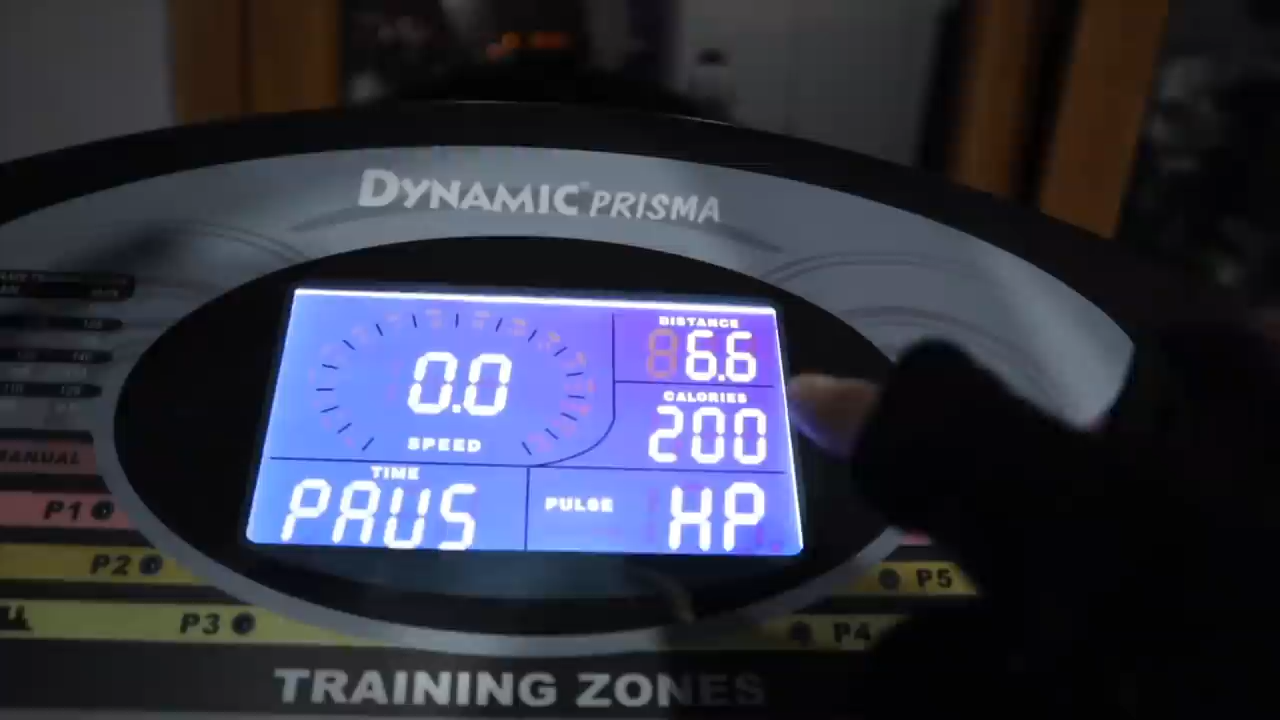 DYNAMIC PRISMA
DISTANCE
6.6
0.0
SPEED
CALORIES
200
TIME
PAUS
PULSE
HP
MANUAL
P1
P2
P3
P5
P4
TRAINING ZONES